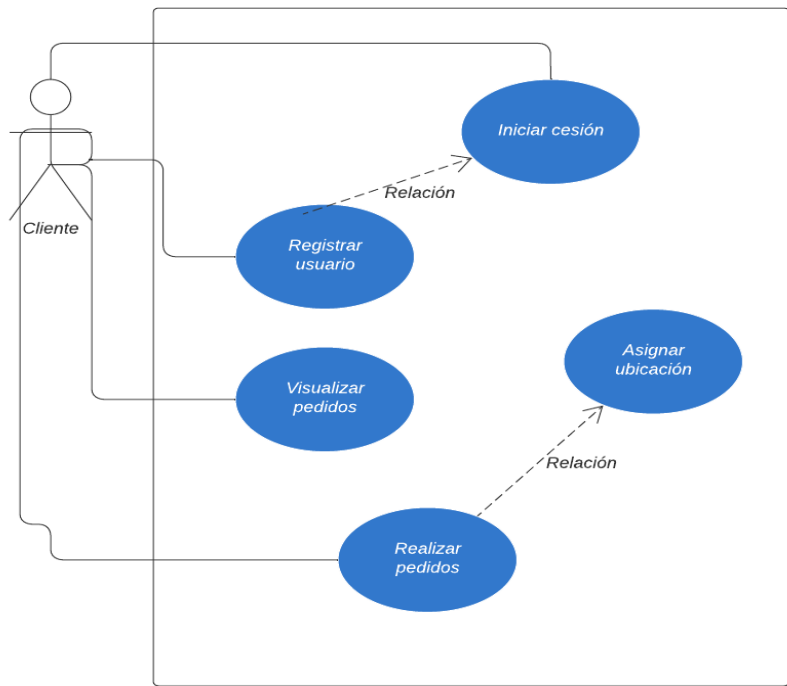 Iniciar cesión
Relación
Cliente
Registrar
usuario
Asignar
ubicación
Visualizar
pedidos
Relación
Realizar
pedidos